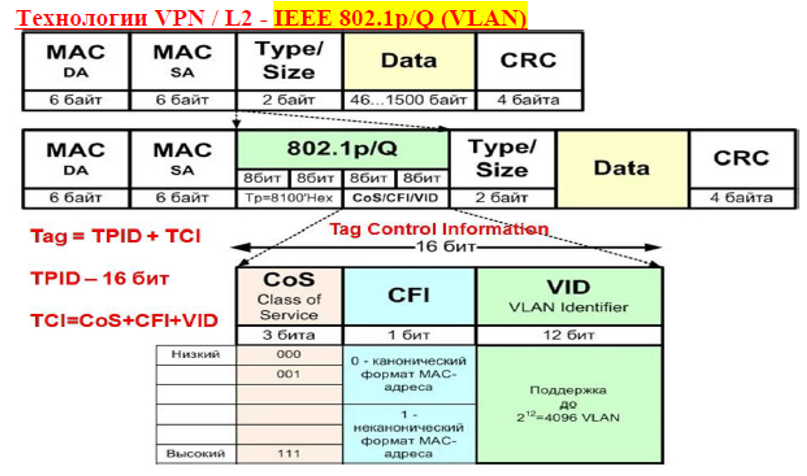 Технологии VPN / L2 - IEEE 802.1p/Q (VLAN)
MAC DA
MAC SA
Type/
Size
Data
CRC
6 байт
6 байт
2 байт
46...1500 байт
4 байта
MAC DA
MAC SA
802.1p/Q
Type/
Size
Data
CRC
8бит 8бит 8бит 8бит
6 байт
6 байт
Tp=8100'Hex
CoS/CFI/VID
2 байт
4 байта
Tag = TPID + TCI
Tag Control Information
16 бит
TPID – 16 бит
TCI=CoS+CFI+VID
CoS
Class of
Service
CFI
VID
VLAN Identifier
3 бита
1 бит
12 бит
Низкий
000
001
Высокий
111
0 - канонический
формат MAC-
адреса
1 -
неканонический
формат MAC-
адреса
Поддержка
до
2¹²=4096 VLAN